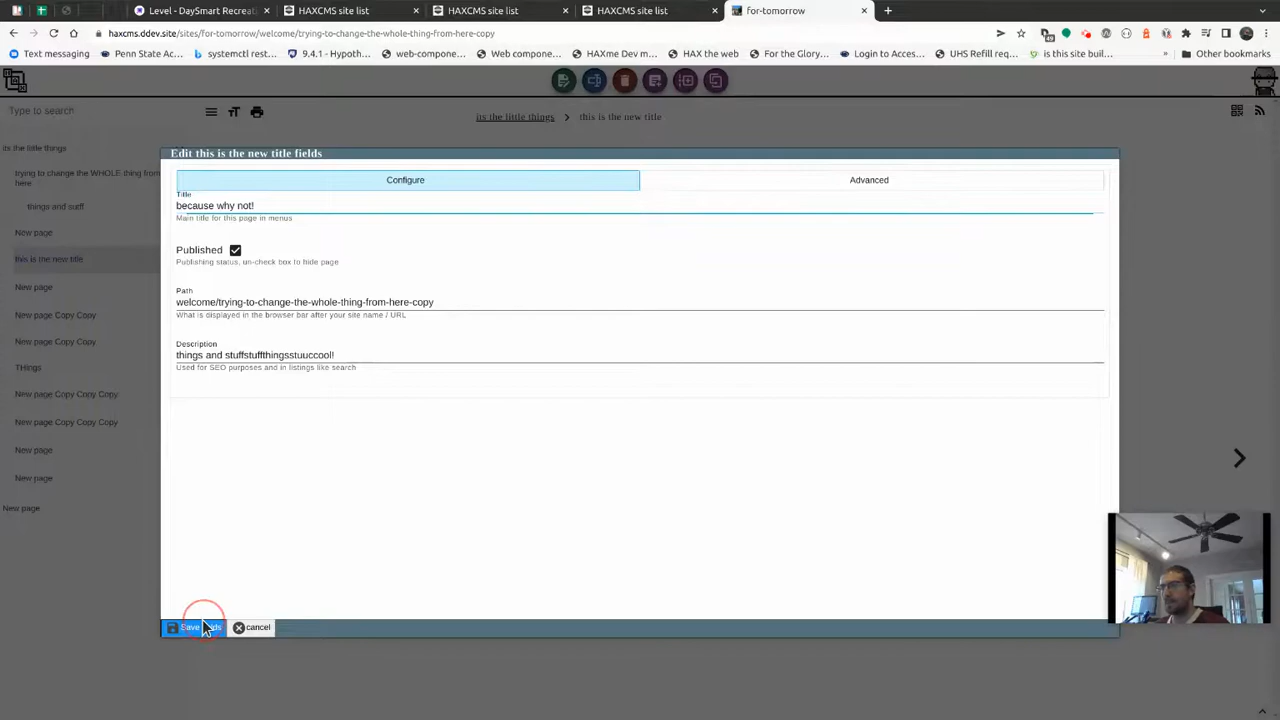 Level - DaySmart Recreati
HAXCMS site list
HAXCMS site list
HAXCMS site list
for-tomorrow
haxcms.ddev.site/sites/for-tomorrow/welcome/trying-to-change-the-whole-thing-from-here-copy
Text messaging
Penn State Ac...
systemctl rest...
9.4.1 - Hypoth...
web-compone...
Web compone...
HAXme Dev m...
HAX the web
For the Glory...
Login to Acces...
UHS Refill req...
is this site buil...
»
Other bookmarks
Type to search
its the little things
this is the new title
its the little things
trying to change the WHOLE thing from
here
things and surff
New page
this is the new title
New page
New page Copy Copy
New page Copy Copy
THings
New page Copy Copy Copy
New page Copy Copy Copy
New page
New page
New page
Edit this is the new title fields
Configure
Advanced
Title
because why not!
Main title for this page in menus
Published
Publishing status, un-check box to hide page
Path
welcome/trying-to-change-the-whole-thing-from-here-copy
What is displayed in the browser bar after your site name / URL
Description
things and stuffstuffthingsstuuccool!
Used for SEO purposes and in listings like search
Save
cancel